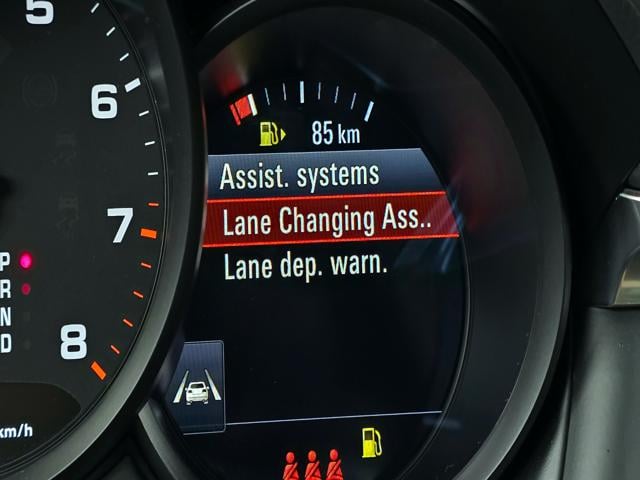 5
6
7
8
P
R
N
D
km/h
85 km
Assist. systems
Lane Changing Ass..
Lane dep. warn.